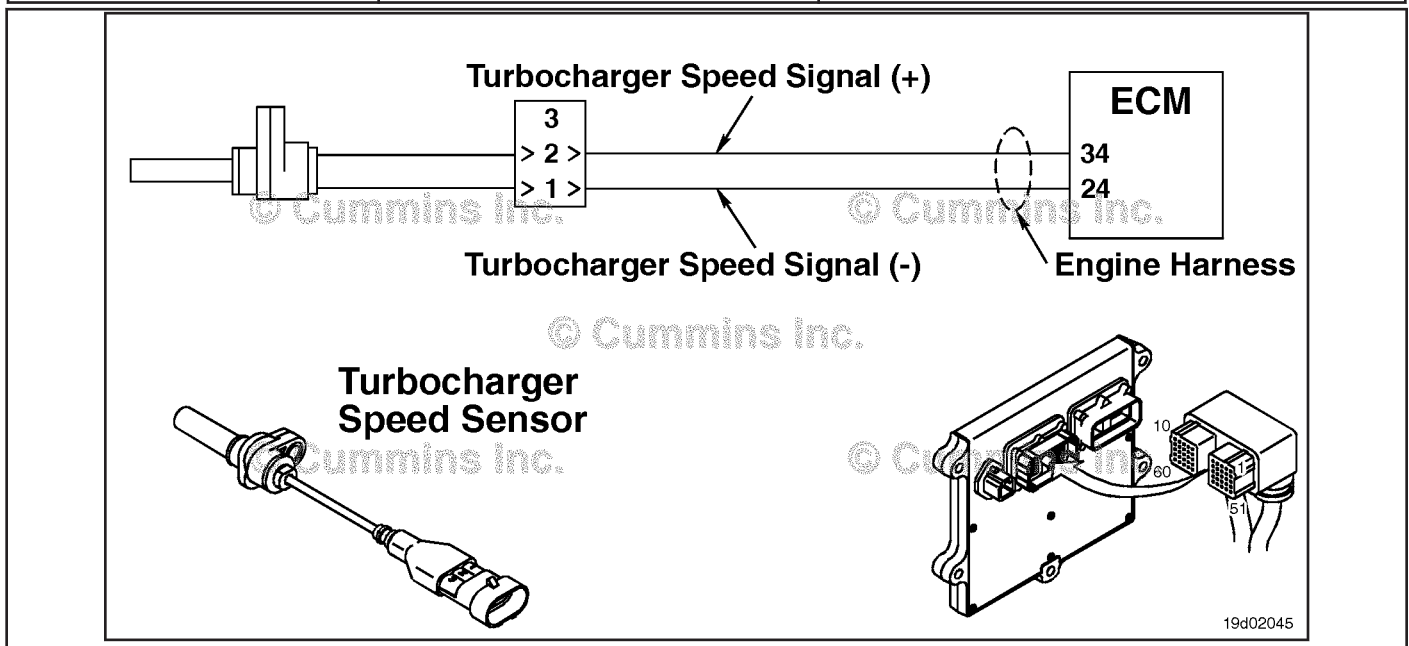 Turbocharger Speed Signal (+)
ECM
3
> 2 >
34
> 1 >
24
© Cummins Inc.
© Cummins Inc.
Turbocharger Speed Signal (-)
Engine Harness
© Cummins Inc.
Turbocharger
Speed Sensor
10
1
© Cummins Inc.
© Cummins Inc.
60
51
19d02045